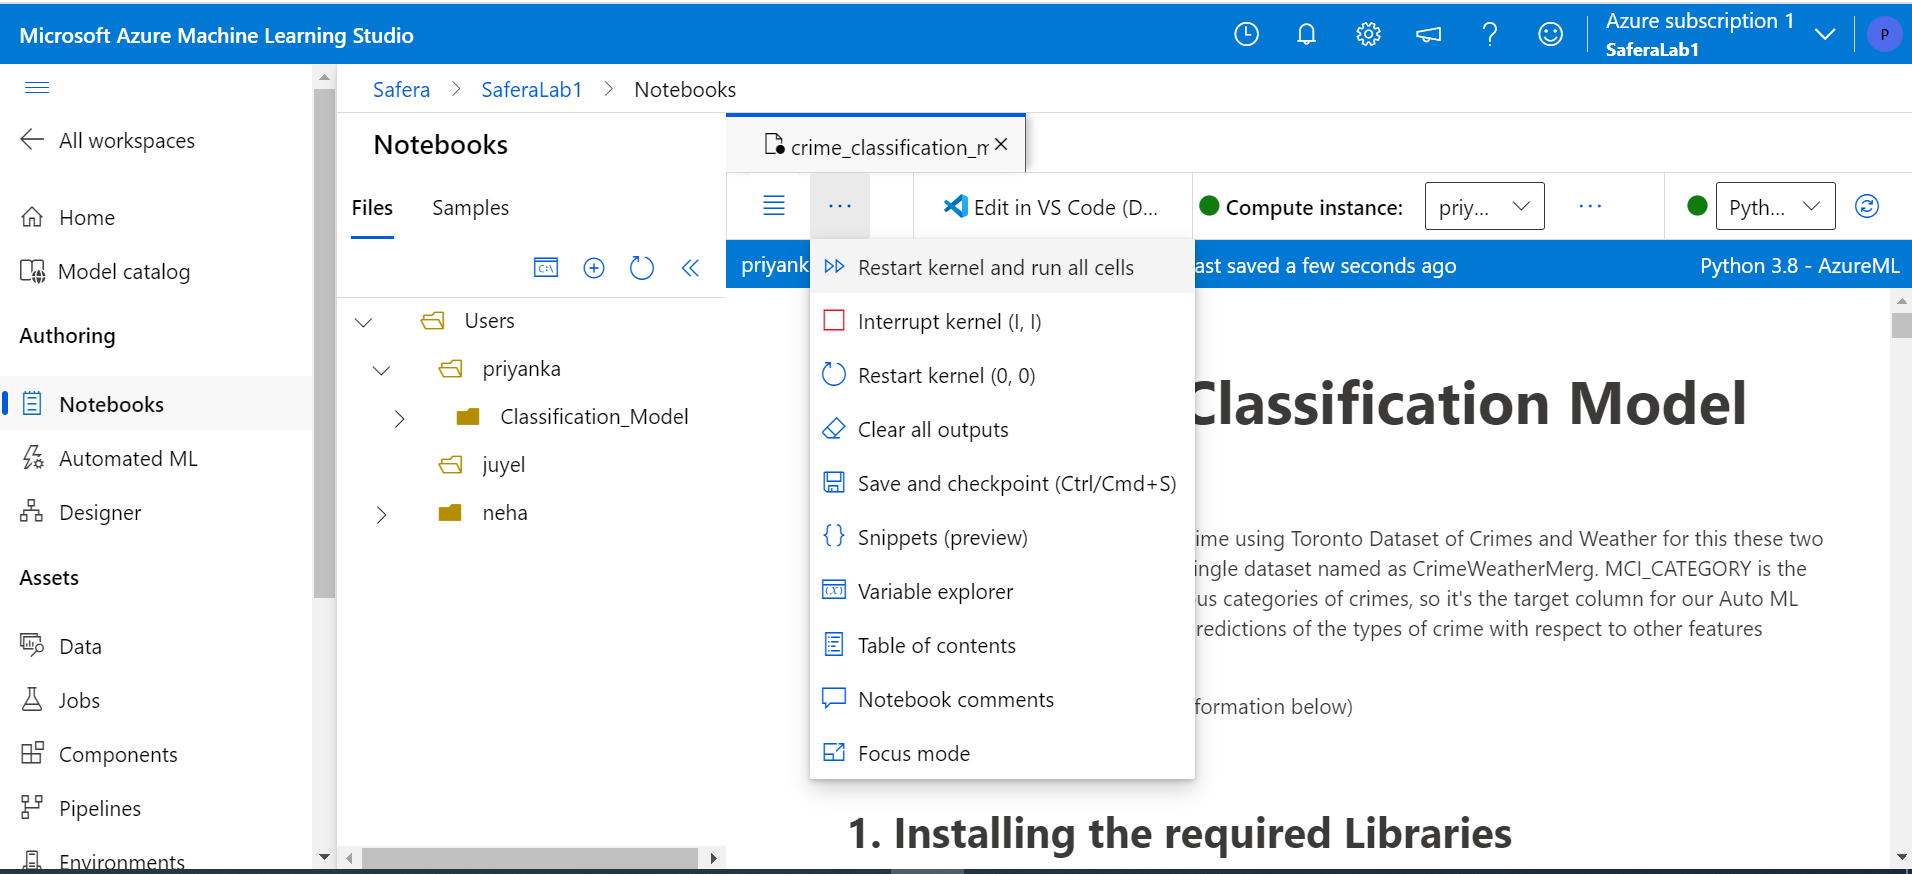 Microsoft Azure Machine Learning Studio
Azure subscription 1
SaferaLab1
P
All workspaces
Home
Model catalog
Authoring
Notebooks
Automated ML
Designer
Assets
Data
Jobs
Components
Pipelines
Environments
Safera > SaferaLab1 > Notebooks
Notebooks
Files Samples
C:\
Users
priyanka
Classification_Model
juyel
neha
crime_classification_m
... Edit in VS Code (D... Compute instance: priy... ... Pyth...
priyank ast saved a few seconds ago Python 3.8 - AzureML
Restart kernel and run all cells
Interrupt kernel (I, I)
Restart kernel (0, 0)
Clear all outputs
Save and checkpoint (Ctrl/Cmd+S)
Snippets (preview)
Variable explorer
Table of contents
Notebook comments
Focus mode
Classification Model
ime using Toronto Dataset of Crimes and Weather for this these two
ingle dataset named as CrimeWeatherMerg. MCI_CATEGORY is the
us categories of crimes, so it's the target column for our Auto ML
redictions of the types of crime with respect to other features
formation below)
1. Installing the required Libraries